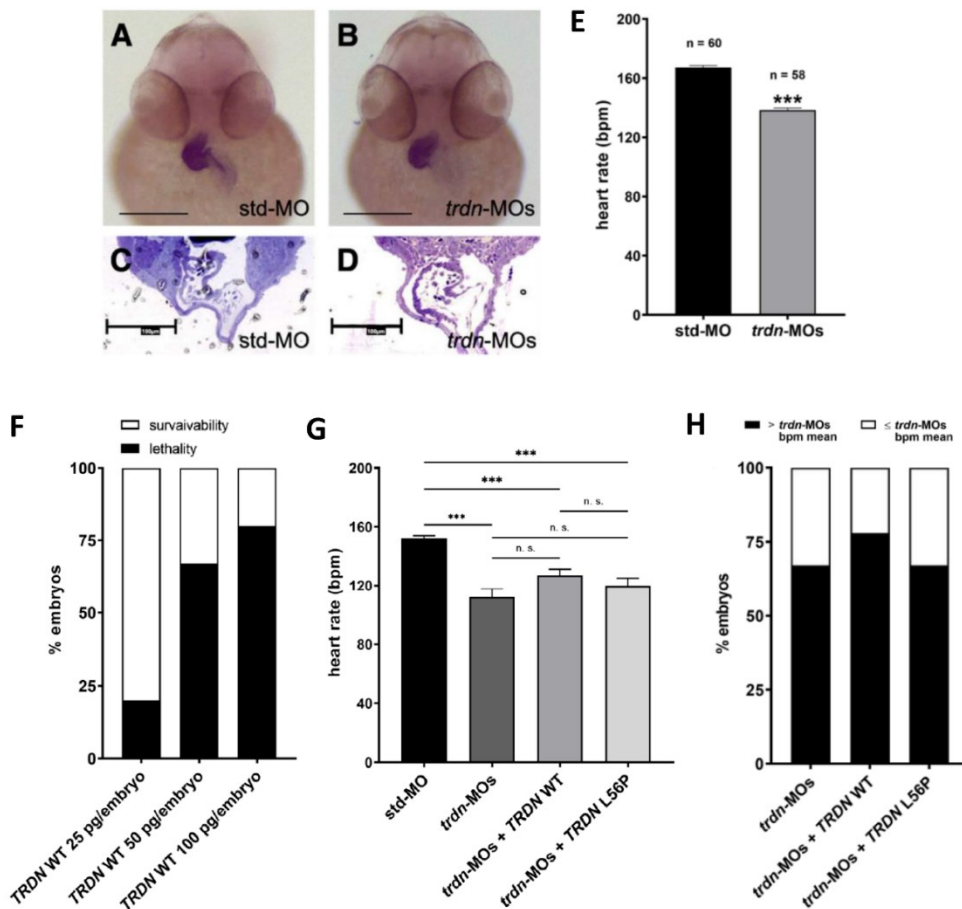 A
std-MO
B
trdn-MOs
C
100μm
std-MO
D
100μm
trdn-MOs
E
200
160
120
80
40
0
heart rate (bpm)
n = 60
n = 58
***
std-MO
trdn-MOs
F
survaivability
lethality
100
75
50
25
0
% embryos
TRDN WT 25 pg/embryo
TRDN WT 50 pg/embryo
TRDN WT 100 pg/embryo
G
200
160
120
80
40
0
heart rate (bpm)
***
***
n. s.
***
n. s.
n. s.
std-MO
trdn-MOs
trdn-MOs + TRDN WT
trdn-MOs + TRDN L56P
H
> trdn-MOs
bpm mean
≤ trdn-MOs
bpm mean
100
75
50
25
0
% embryos
trdn-MOs
trdn-MOs + TRDN WT
trdn-MOs + TRDN L56P